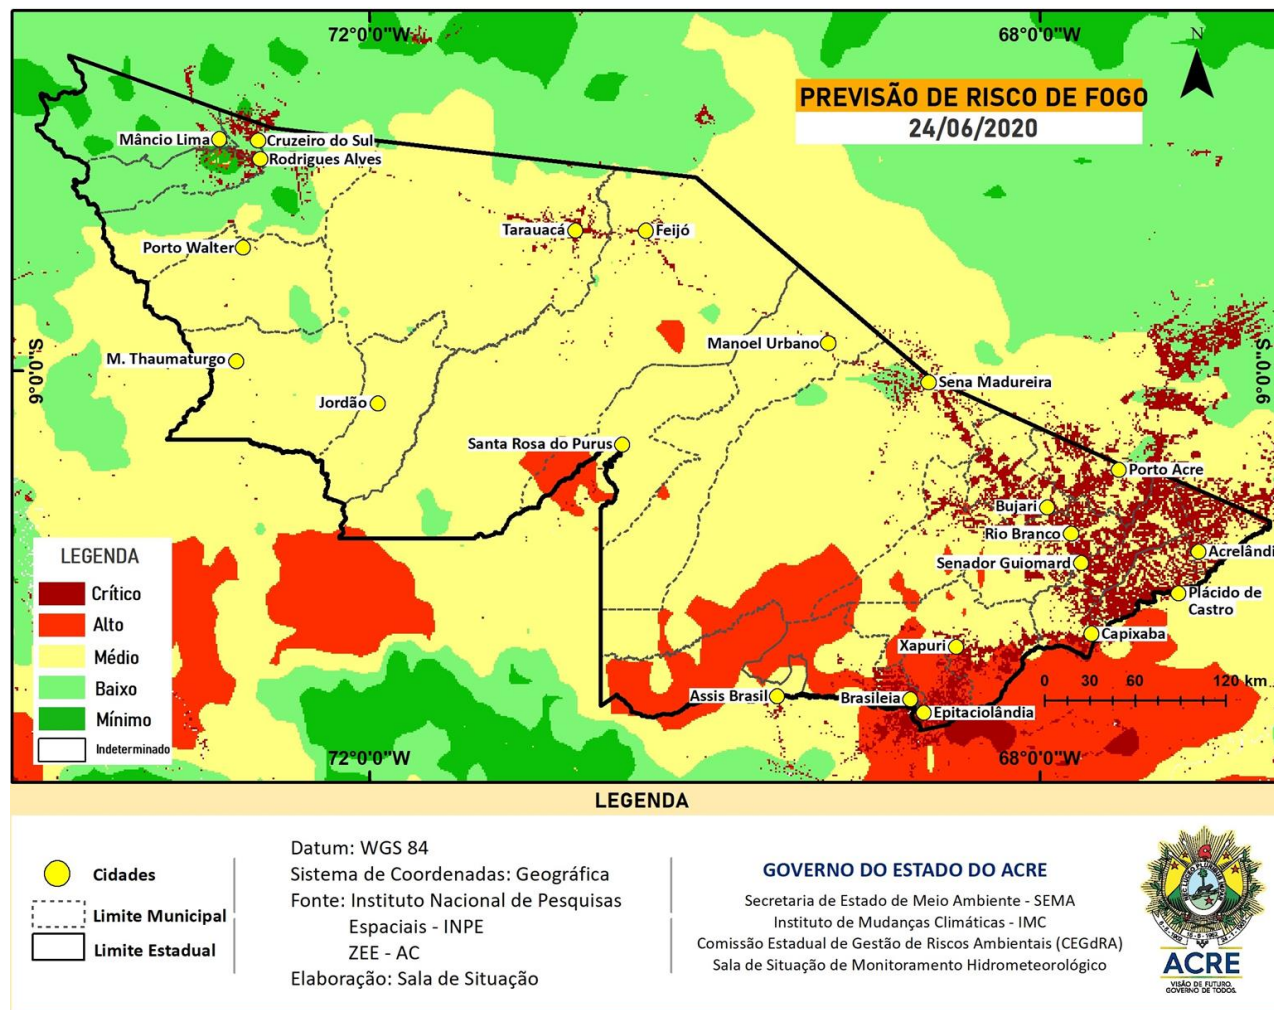 72°0'0"W
68°0'0"W
N
PREVISÃO DE RISCO DE FOGO
24/06/2020
Mâncio Lima
Cruzeiro do Sul
Rodrigues Alves
Tarauacá
Feijó
Porto Walter
Manoel Urbano
M. Thaumaturgo
9°0'0"S
9°0'0"S
Sena Madureira
Jordão
Santa Rosa do Purus
Porto Acre
Bujari
Rio Branco
Acrelândi
Senador Guiomard
Plácido de
Castro
Capixaba
Xapuri
Assis Brasil
Brasileia
Epitaciolândia
0 30 60 120 km
LEGENDA
Crítico
Alto
Médio
Baixo
Mínimo
Indeterminado
72°0'0"W
68°0'0"W
LEGENDA
Cidades
Limite Municipal
Limite Estadual
Datum: WGS 84
Sistema de Coordenadas: Geográfica
Fonte: Instituto Nacional de Pesquisas
Espaciais - INPE
ZEE - AC
Elaboração: Sala de Situação
GOVERNO DO ESTADO DO ACRE
Secretaria de Estado de Meio Ambiente - SEMA
Instituto de Mudanças Climáticas - IMC
Comissão Estadual de Gestão de Riscos Ambientais (CEGdRA)
Sala de Situação de Monitoramento Hidrometeorológico
ACRE
VISÃO DE FUTURO.
GOVERNO DE TODOS.